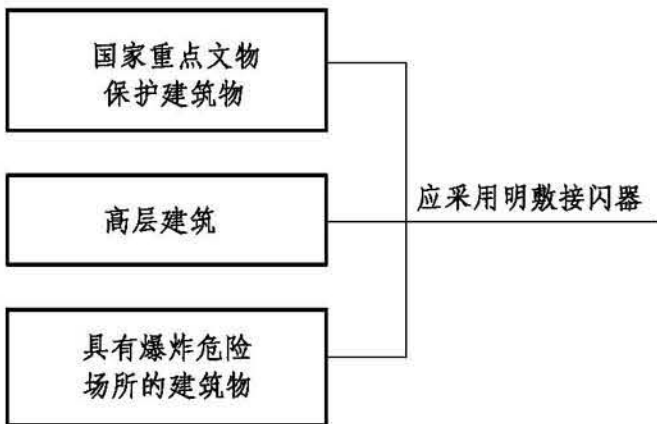 国家重点文物
保护建筑物
高层建筑
应采用明敷接闪器
具有爆炸危险
场所的建筑物